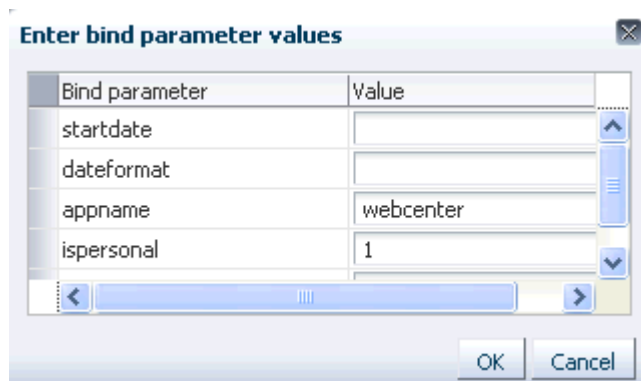 Enter bind parameter values
Bind parameter Value
startdate
dateformat
appname webcenter
ispersonal 1
OK Cancel